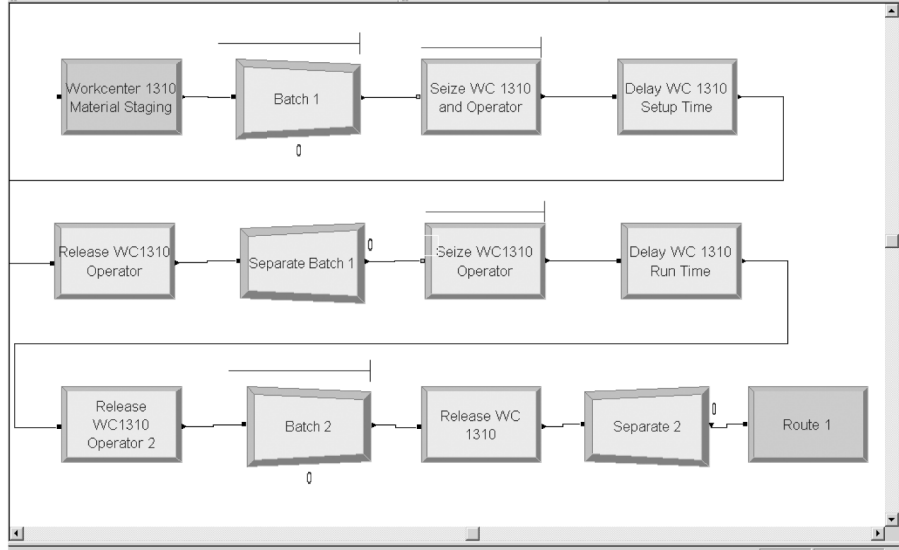 Workcenter 1310
Material Staging
Batch 1
0
Seize WC 1310
and Operator
Delay WC 1310
Setup Time
Release WC1310
Operator
Separate Batch 1
0
Seize WC1310
Operator
Delay WC 1310
Run Time
Release
WC1310
Operator 2
Batch 2
0
Release WC
1310
Separate 2
0
Route 1